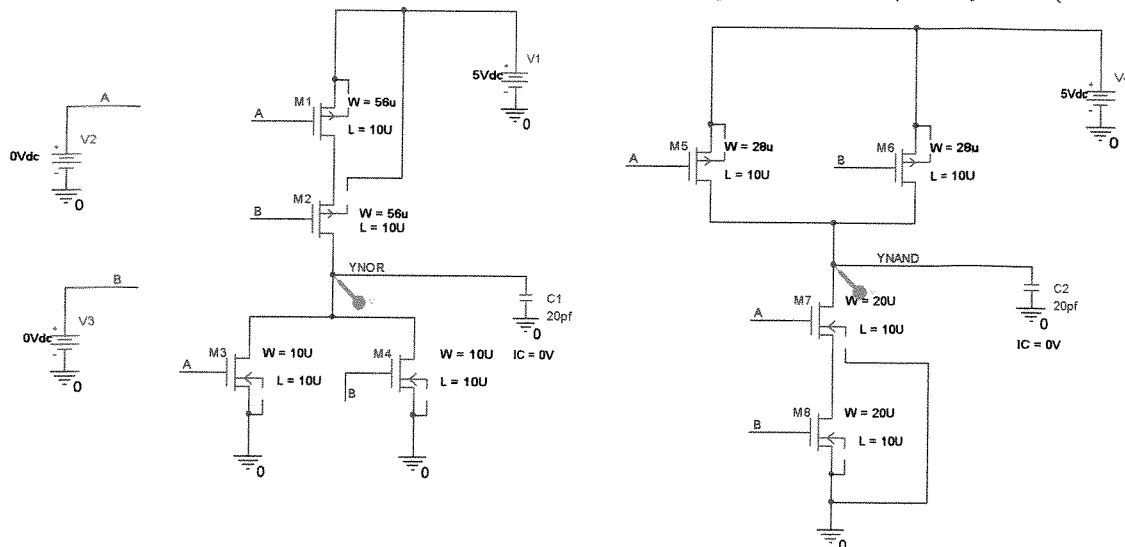 V1
5Vdc
+
-
0
A
V2
0Vdc
+
-
0
B
V3
0Vdc
+
-
0
M1
W = 56u
A
L = 10U
M2
B
W = 56u
L = 10U
YNOR
C1
20pf
0
IC = 0V
M3
W = 10U
A
L = 10U
0
M4
W = 10U
L = 10U
B
0
5Vdc
+
-
0
M5
W = 28u
A
L = 10U
M6
W = 28u
B
L = 10U
YNAND
C2
20pf
0
IC = 0V
M7
W = 20U
A
L = 10U
M8
W = 20U
B
L = 10U
0